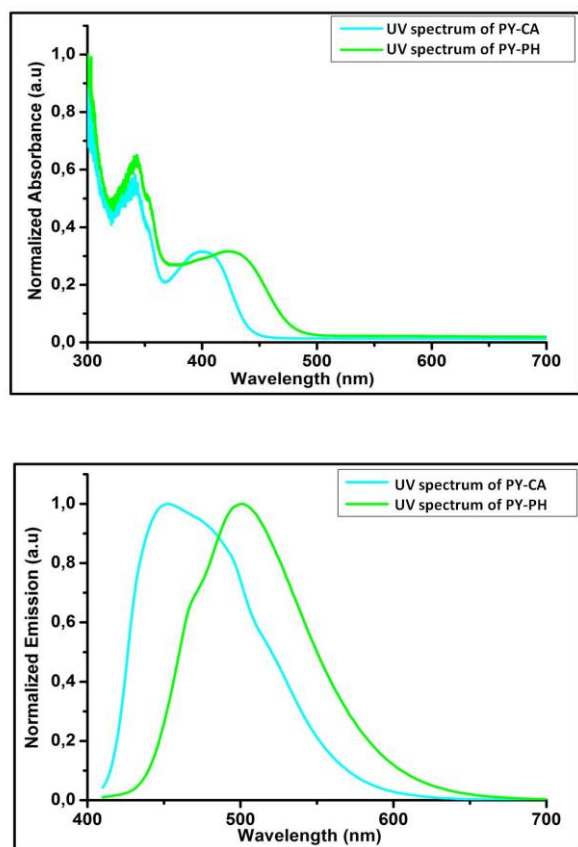 UV spectrum of PY-CA
UV spectrum of PY-PH
Normalized Absorbance (a.u)
1,0
0,8
0,6
0,4
0,2
0,0
300
400
500
600
700
Wavelength (nm)
UV spectrum of PY-CA
UV spectrum of PY-PH
Normalized Emission (a.u)
1,0
0,8
0,6
0,4
0,2
0,0
400
500
600
700
Wavelength (nm)